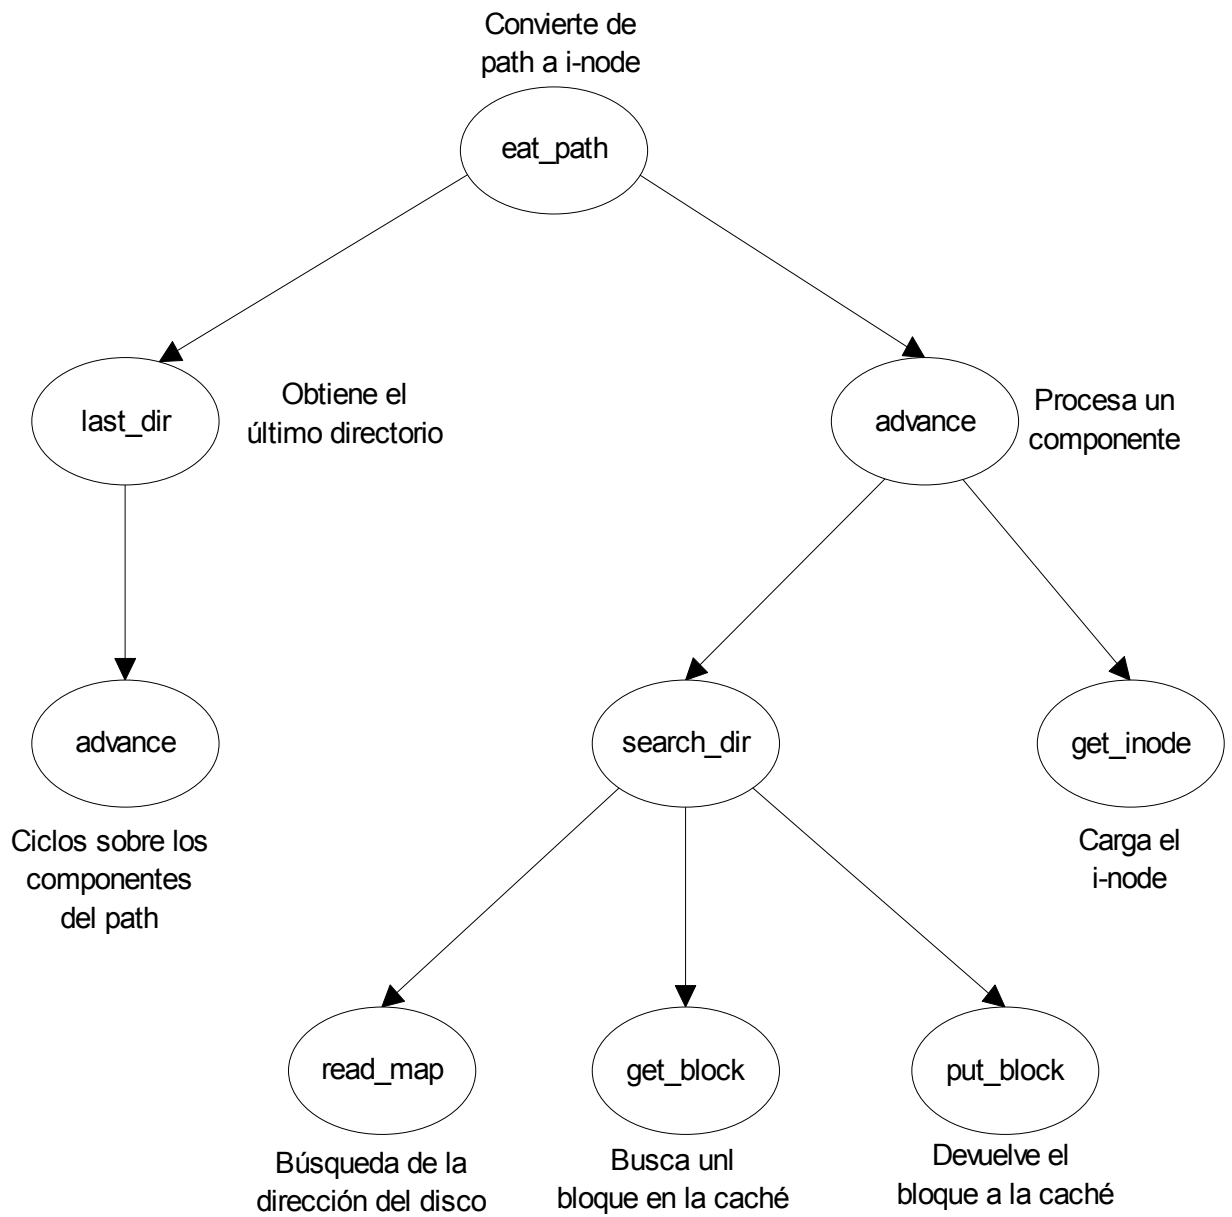 Convierte de
path a i-node
eat_path
last_dir
Obtiene el
último directorio
advance
Procesa un
componente
advance
Ciclos sobre los
componentes
del path
search_dir
get_inode
Carga el
i-node
read_map
Búsqueda de la
dirección del disco
get_block
Busca unl
bloque en la caché
put_block
Devuelve el
bloque a la caché